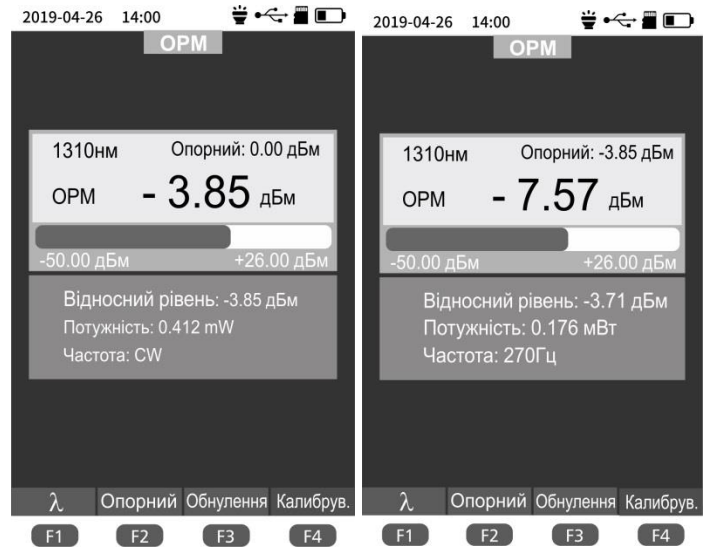 2019-04-26 14:00
OPM
1310нм Опорний: 0.00 дБм
OPM - 3.85 дБм
-50.00 дБм +26.00 дБм
Відносний рівень: -3.85 дБм
Потужність: 0.412 mW
Частота: CW
λ Опорний Обнулення Калибрув.
F1 F2 F3 F4
2019-04-26 14:00
OPM
1310нм Опорний: -3.85 дБм
OPM - 7.57 дБм
-50.00 дБм +26.00 дБм
Відносний рівень: -3.71 дБм
Потужність: 0.176 мВт
Частота: 270Гц
λ Опорний Обнулення Калибрув.
F1 F2 F3 F4